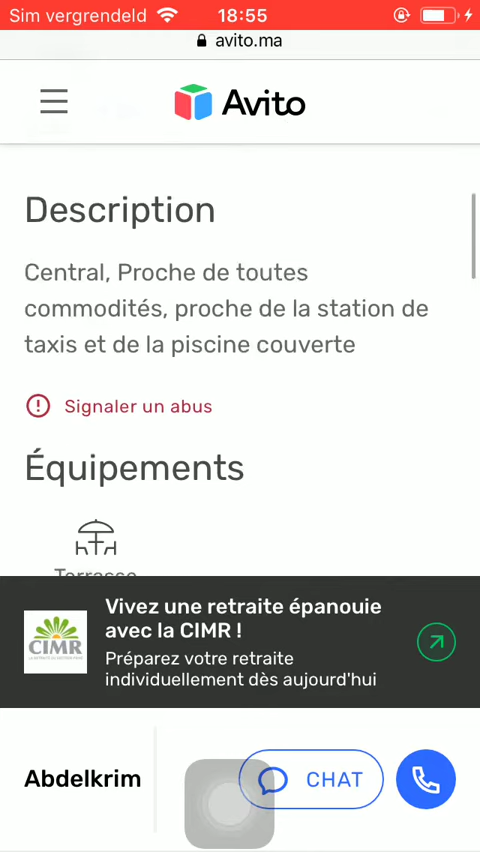 Sim vergrendeld 18:55
avito.ma
Avito
Description
Central, Proche de toutes
commodités, proche de la station de
taxis et de la piscine couverte
Signaler un abus
Équipements
Terrasse
Vivez une retraite épanouie
avec la CIMR !
CIMR
Préparez votre retraite
individuellement dès aujourd'hui
Abdelkrim
CHAT